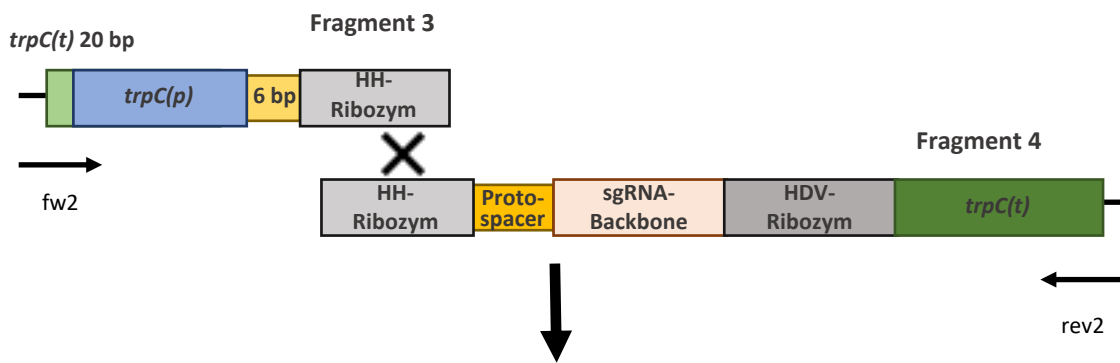 Fragment 3
trpC(t) 20 bp
trpC(p)
6 bp
HH-
Ribozym
fw2
Fragment 4
HH-
Ribozym
Proto-
spacer
sgRNA-
Backbone
HDV-
Ribozym
trpC(t)
rev2